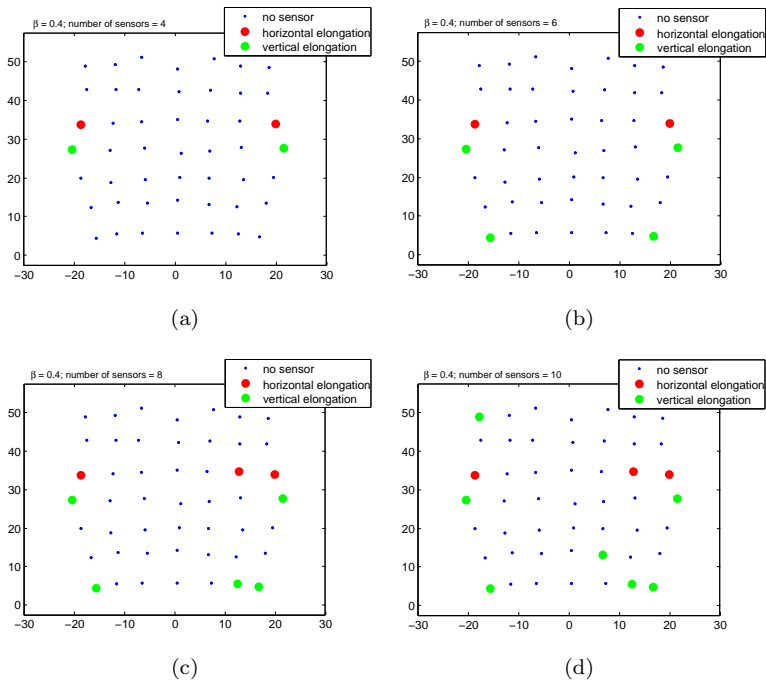 β = 0.4; number of sensors = 4
no sensor
horizontal elongation
vertical elongation
50
40
30
20
10
0
−30 −20 −10 0 10 20 30
(a)
β = 0.4; number of sensors = 6
no sensor
horizontal elongation
vertical elongation
50
40
30
20
10
0
−30 −20 −10 0 10 20 30
(b)
β = 0.4; number of sensors = 8
no sensor
horizontal elongation
vertical elongation
50
40
30
20
10
0
−30 −20 −10 0 10 20 30
(c)
β = 0.4; number of sensors = 10
no sensor
horizontal elongation
vertical elongation
50
40
30
20
10
0
−30 −20 −10 0 10 20 30
(d)